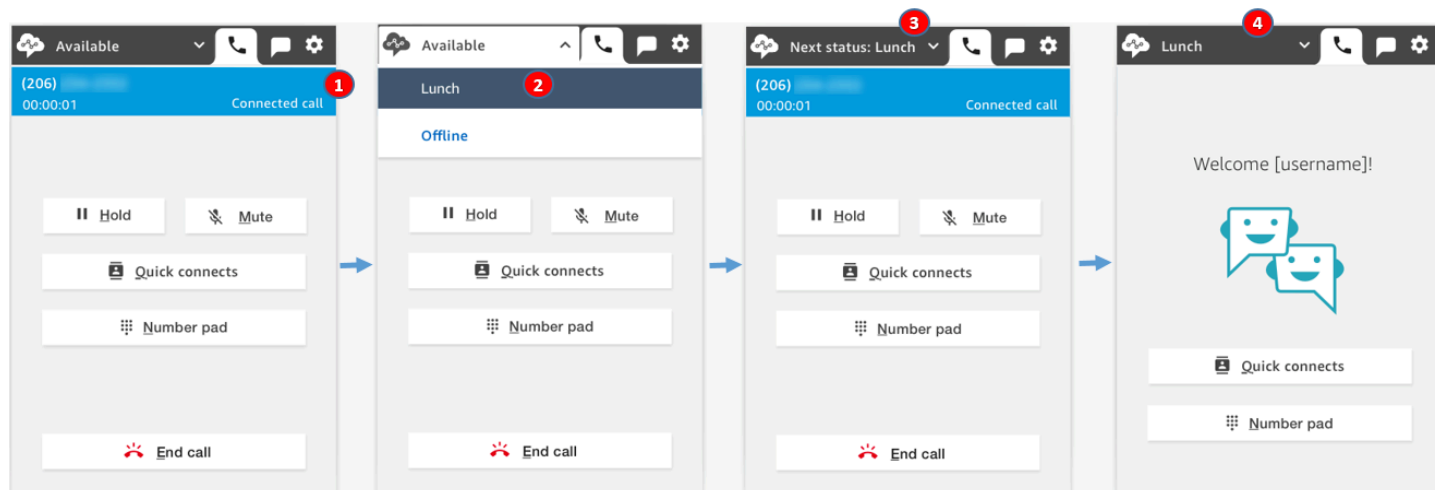 Available
1
(206)
00:00:01 Connected call
Hold Mute
Quick connects
Number pad
End call
Available
Lunch 2
Offline
Hold Mute
Quick connects
Number pad
End call
3
Next status: Lunch
(206)
00:00:01 Connected call
Hold Mute
Quick connects
Number pad
End call
4
Lunch
Welcome [username]!
Quick connects
Number pad